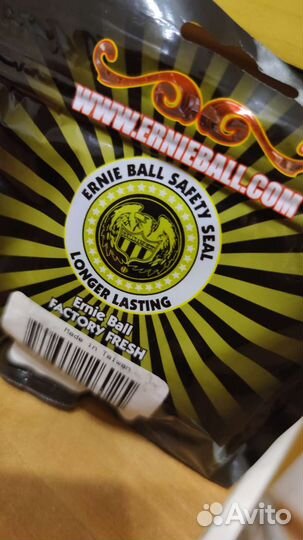 WWW.ERNIEBALL.COM
ERNIE BALL SAFETY SEAL
LONGER LASTING
Ernie Ball
FACTORY FRESH
Made in Taiwan
Avito